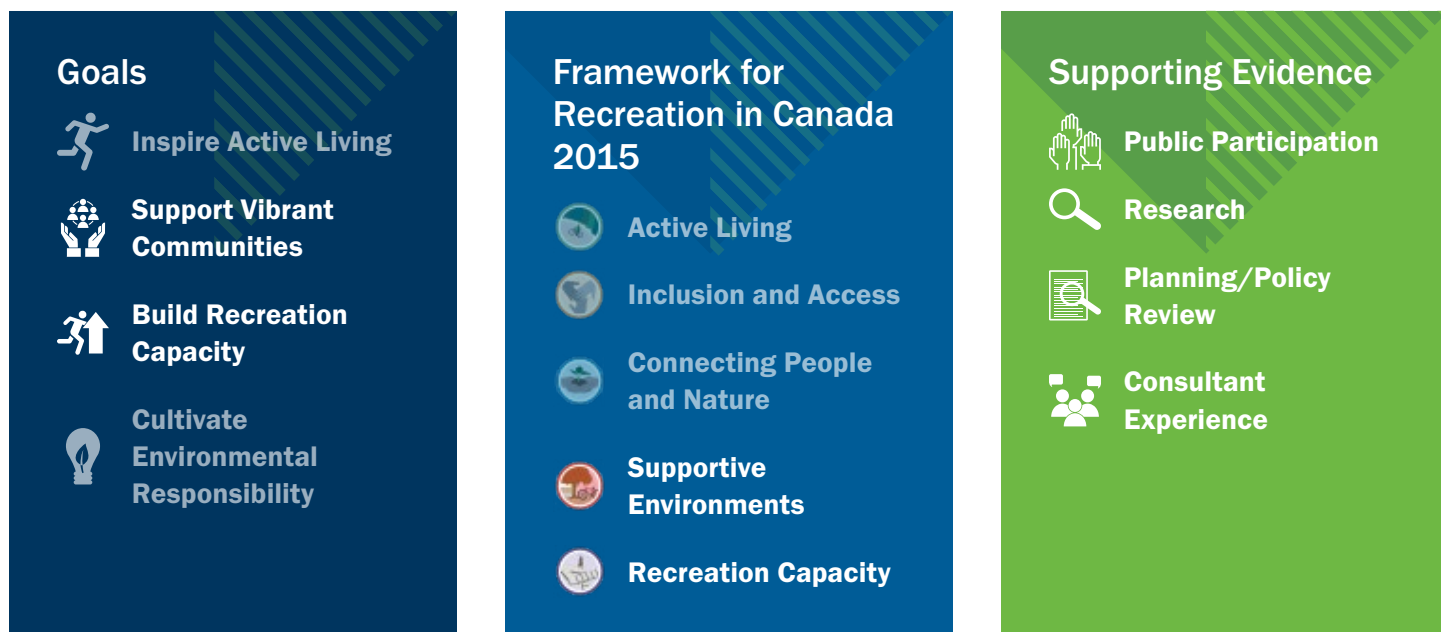 Goals
Inspire Active Living
Support Vibrant
Communities
Build Recreation
Capacity
Cultivate
Environmental
Responsibility
Framework for
Recreation in Canada
2015
Active Living
Inclusion and Access
Connecting People
and Nature
Supportive
Environments
Recreation Capacity
Supporting Evidence
Public Participation
Research
Planning/Policy
Review
Consultant
Experience